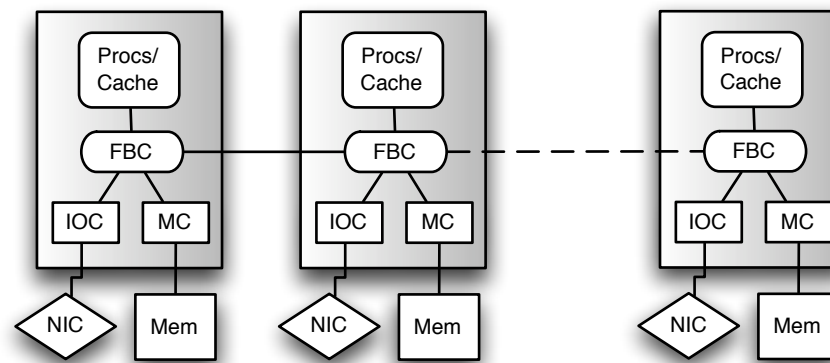 Procs/
Cache
Procs/
Cache
Procs/
Cache
FBC
FBC
FBC
IOC
MC
IOC
MC
IOC
MC
NIC
Mem
NIC
Mem
NIC
Mem